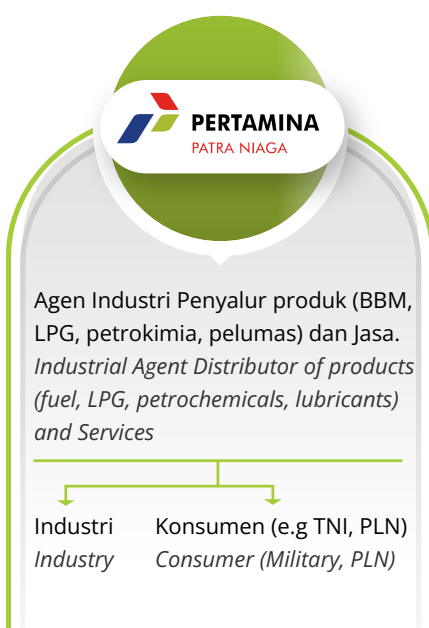 PERTAMINA
PATRA NIAGA
Agen Industri Penyalur produk (BBM,
LPG, petrokimia, pelumas) dan Jasa.
Industrial Agent Distributor of products
(fuel, LPG, petrochemicals, lubricants)
and Services
Industri
Industry
Konsumen (e.g TNI, PLN)
Consumer (Military, PLN)